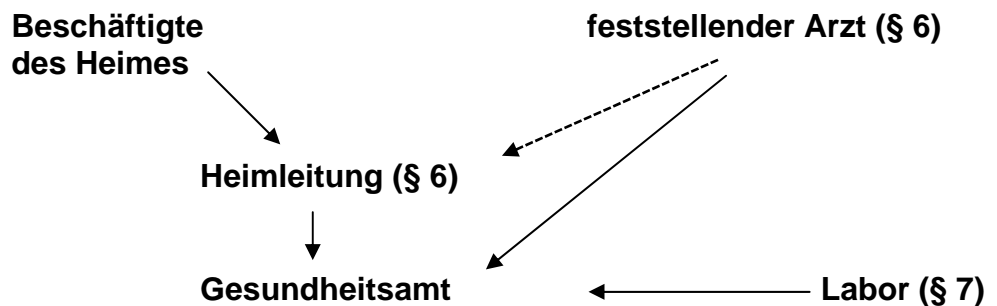 Beschäftigte
des Heimes
feststellender Arzt (§ 6)
Heimleitung (§ 6)
Gesundheitsamt
Labor (§ 7)